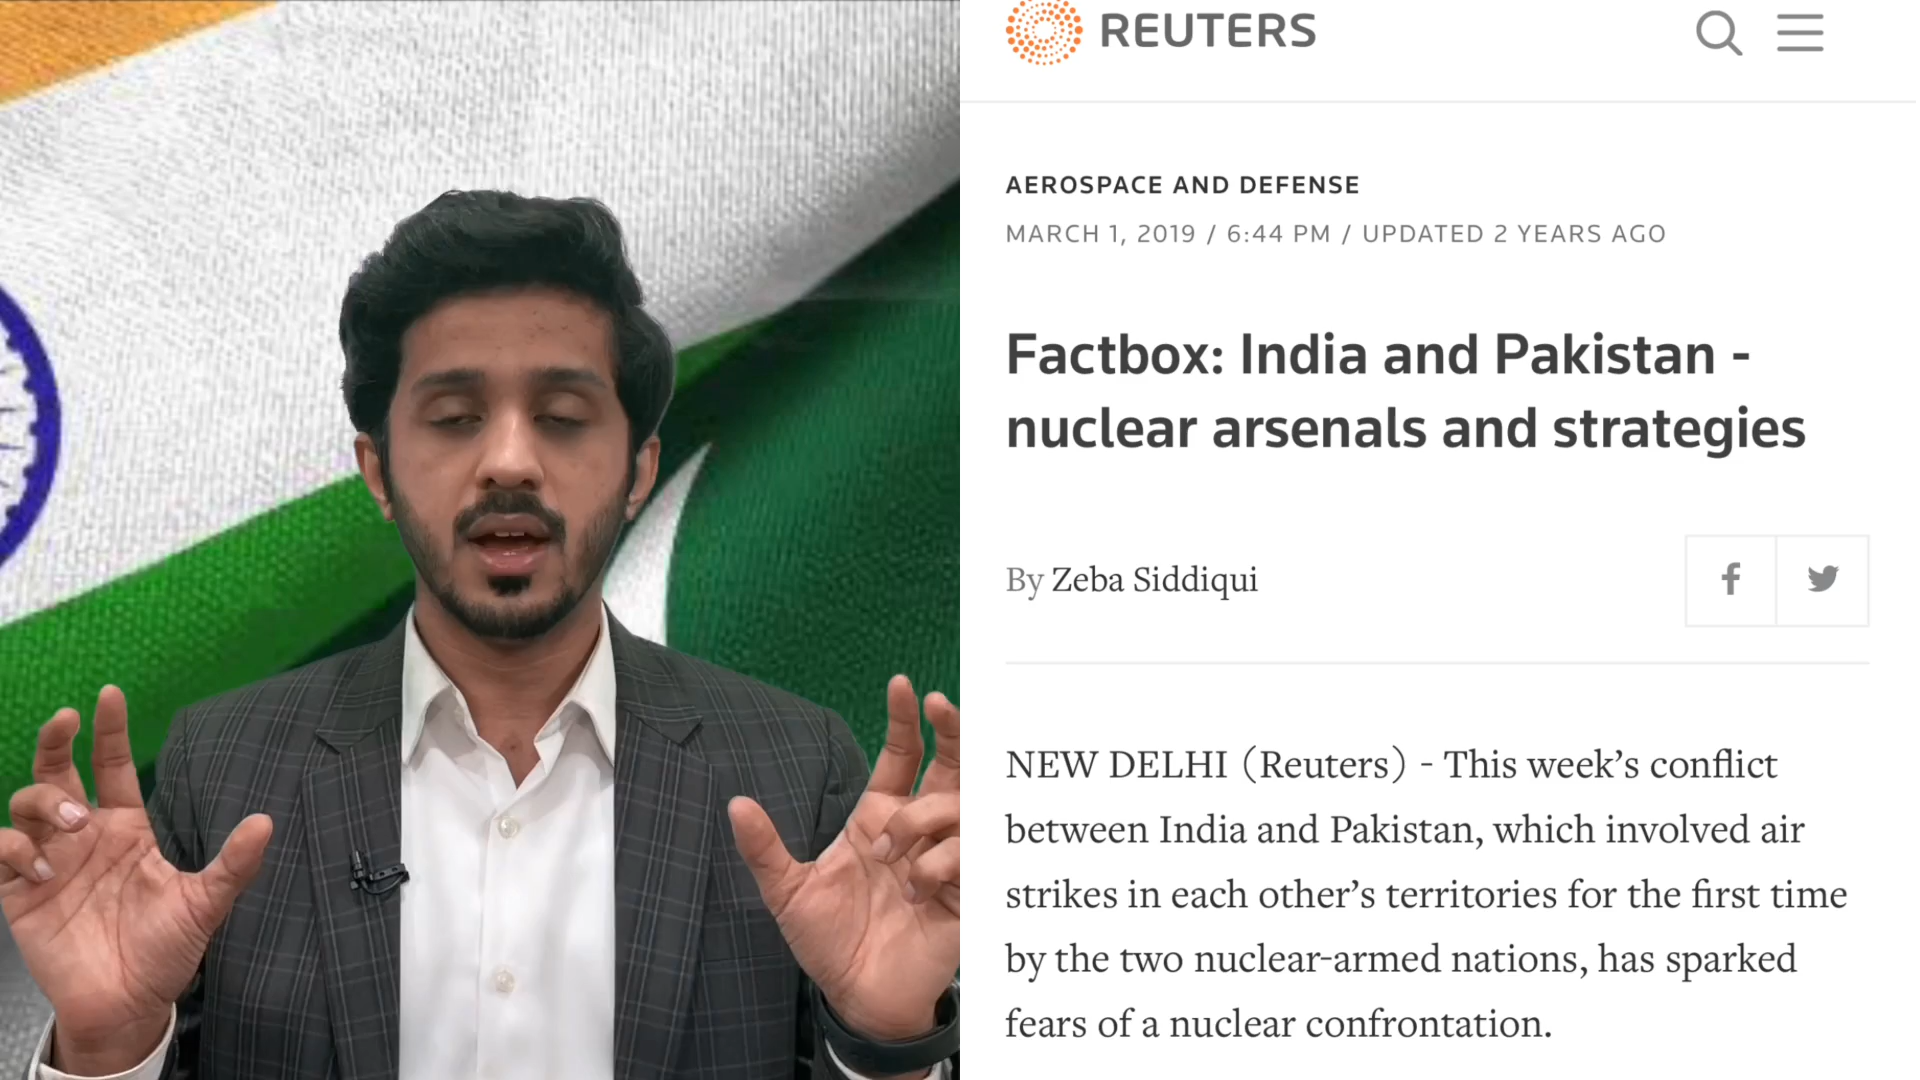 REUTERS
AEROSPACE AND DEFENSE
MARCH 1, 2019 / 6:44 PM / UPDATED 2 YEARS AGO
Factbox: India and Pakistan -
nuclear arsenals and strategies
By Zeba Siddiqui
NEW DELHI (Reuters) - This week’s conflict
between India and Pakistan, which involved air
strikes in each other’s territories for the first time
by the two nuclear-armed nations, has sparked
fears of a nuclear confrontation.